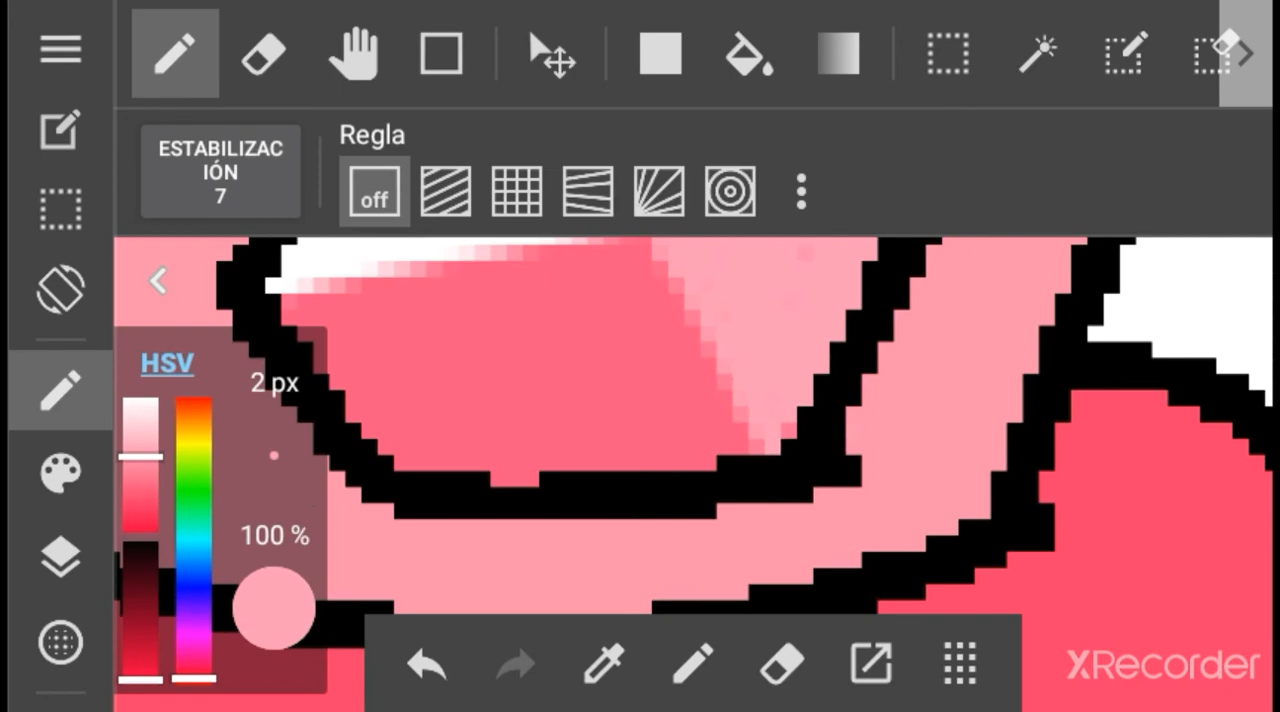 ESTABILIZAC
IÓN
7
Regla
off
HSV
2 px
100 %
XRecorder